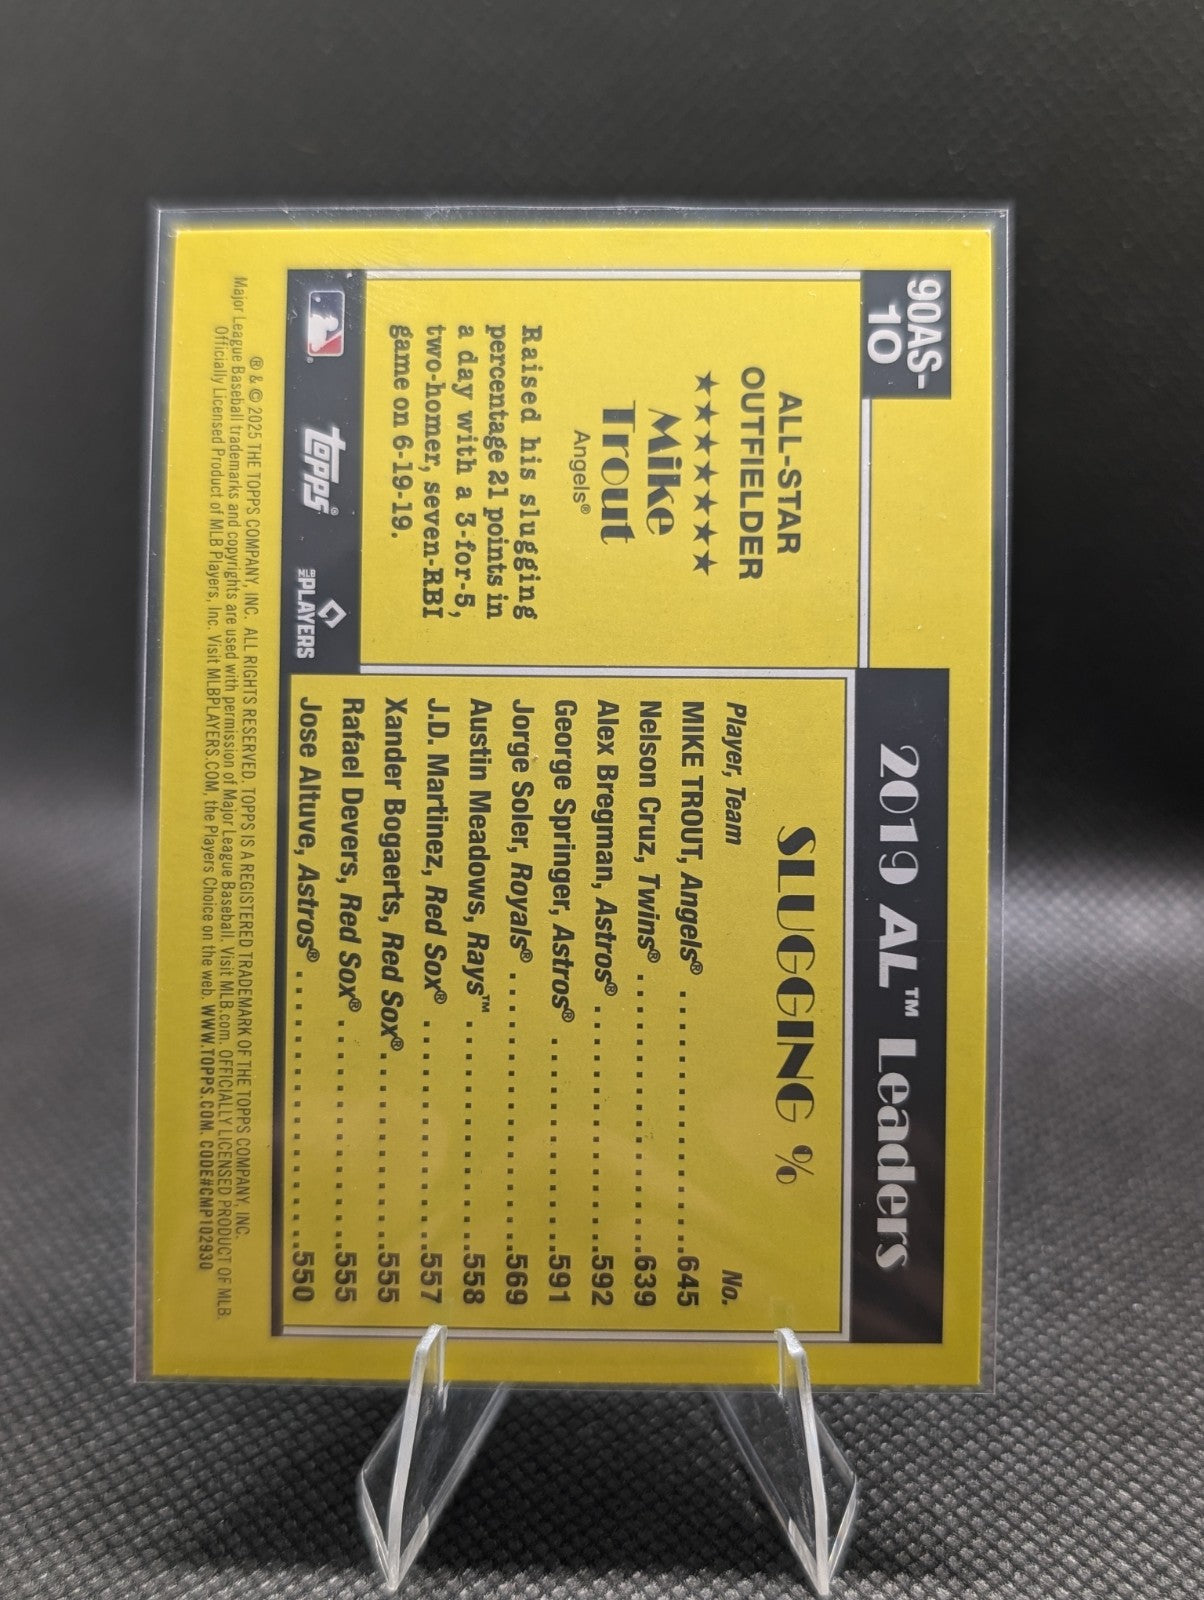 90AS-
10
ALL-STAR
OUTFIELDER
★★★★★★★
Mike
Trout
Angels®
Raised his slugging
percentage 21 points in
a day with a 3-for-5,
two-homer, seven-RBI
game on 6-19-19.
topps®
MLB PLAYERS
2019 AL™ Leaders
SLUGGING %
Player, Team No.
MIKE TROUT, Angels® .645
Nelson Cruz, Twins® .639
Alex Bregman, Astros® .592
George Springer, Astros® .591
Jorge Soler, Royals® .569
Austin Meadows, Rays™ .558
J.D. Martinez, Red Sox® .557
Xander Bogaerts, Red Sox® .555
Rafael Devers, Red Sox® .555
Jose Altuve, Astros® .550
® & © 2025 THE TOPPS COMPANY, INC. ALL RIGHTS RESERVED. TOPPS IS A REGISTERED TRADEMARK OF THE TOPPS COMPANY, INC.
Major League Baseball trademarks and copyrights are used with permission of Major League Baseball. Visit MLB.com. OFFICIALLY LICENSED PRODUCT OF MLB.
Officially Licensed Product of MLB Players, Inc. Visit MLBPLAYERS.COM, the Players Choice on the web. WWW.TOPPS.COM. CODE#CMP102930